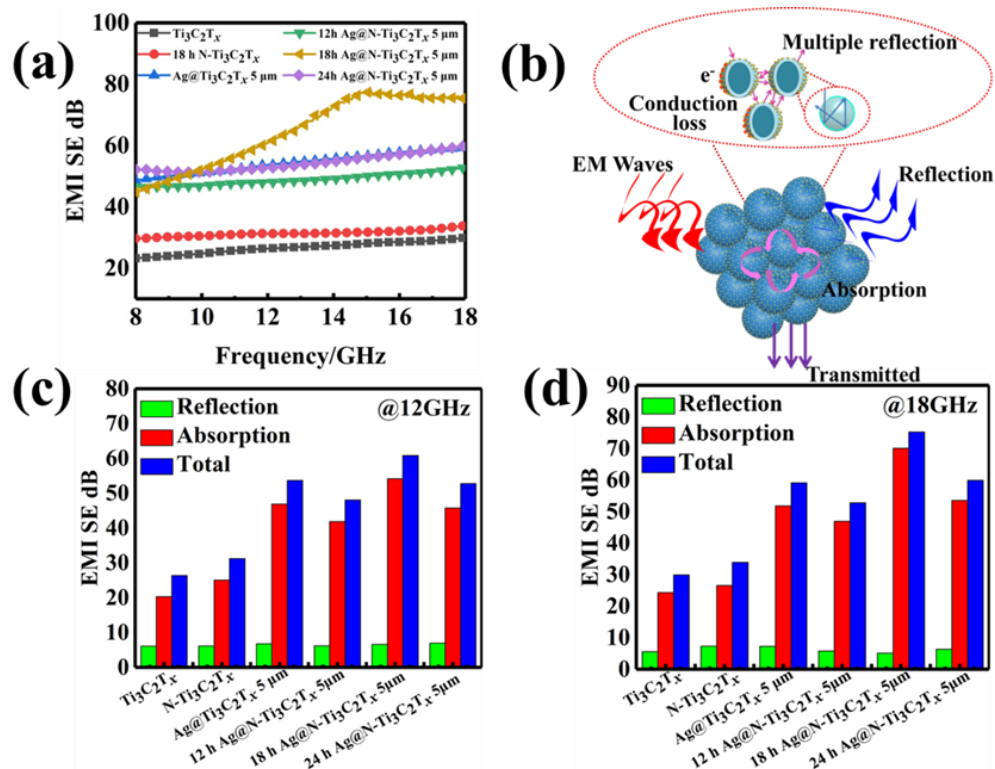 (a)
EMI SE dB
100
80
60
40
20
Ti₃C₂Tₓ
18 h N-Ti₃C₂Tₓ
Ag@Ti₃C₂Tₓ 5 μm
12h Ag@N-Ti₃C₂Tₓ 5 μm
18h Ag@N-Ti₃C₂Tₓ 5 μm
24h Ag@N-Ti₃C₂Tₓ 5 μm
8 10 12 14 16 18
Frequency/GHz
(b)
Multiple reflection
e⁻
Conduction
loss
EM Waves
Reflection
Absorption
Transmitted
(c)
EMI SE dB
80
70
60
50
40
30
20
10
0
Reflection
Absorption
Total
@12GHz
Ti₃C₂Tₓ
N-Ti₃C₂Tₓ
Ag@Ti₃C₂Tₓ 5 μm
12 h Ag@N-Ti₃C₂Tₓ 5μm
18 h Ag@N-Ti₃C₂Tₓ 5μm
24 h Ag@N-Ti₃C₂Tₓ 5μm
(d)
EMI SE dB
90
80
70
60
50
40
30
20
10
0
Reflection
Absorption
Total
@18GHz
Ti₃C₂Tₓ
N-Ti₃C₂Tₓ
Ag@Ti₃C₂Tₓ 5 μm
12 h Ag@N-Ti₃C₂Tₓ 5μm
18 h Ag@N-Ti₃C₂Tₓ 5μm
24 h Ag@N-Ti₃C₂Tₓ 5μm